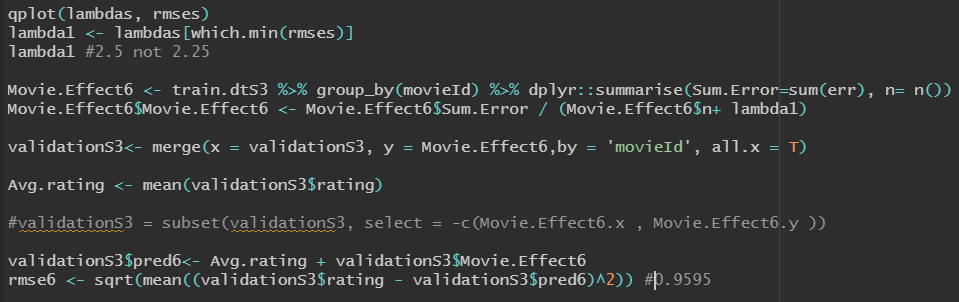 qplot(lambdas, rmses)
lambda1 <- lambdas[which.min(rmses)]
lambda1 #2.5 not 2.25
Movie.Effect6 <- train.dtS3 %>% group_by(movieId) %>% dplyr::summarise(Sum.Error=sum(err), n= n())
Movie.Effect6$Movie.Effect6 <- Movie.Effect6$Sum.Error / (Movie.Effect6$n+ lambda1)
validationS3<- merge(x = validationS3, y = Movie.Effect6,by = 'movieId', all.x = T)
Avg.rating <- mean(validationS3$rating)
#validationS3 = subset(validationS3, select = -c(Movie.Effect6.x , Movie.Effect6.y ))
validationS3$pred6<- Avg.rating + validationS3$Movie.Effect6
rmse6 <- sqrt(mean((validationS3$rating - validationS3$pred6)^2)) #0.9595